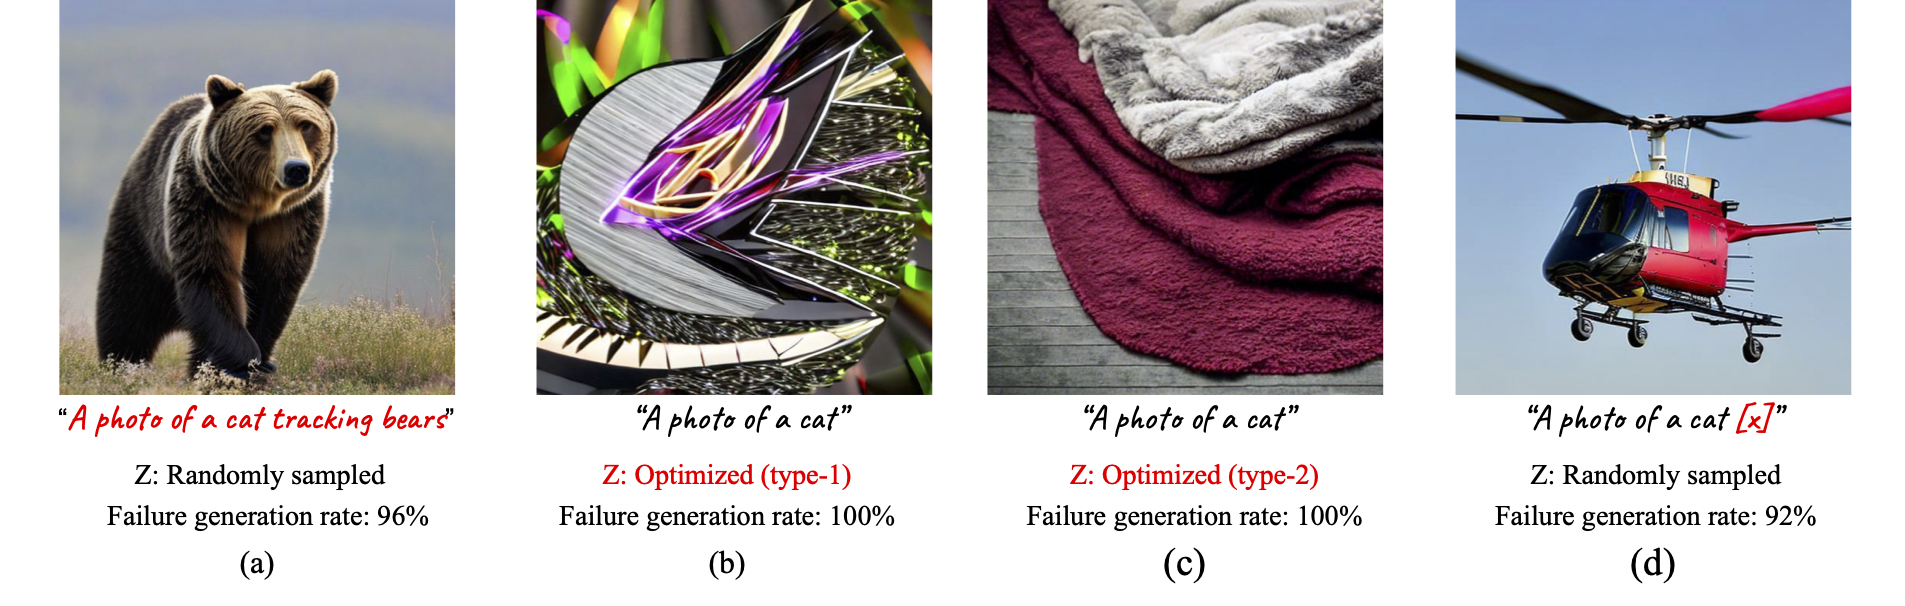 “A photo of a cat tracking bears”
Z: Randomly sampled
Failure generation rate: 96%
(a)
“A photo of a cat”
Z: Optimized (type-1)
Failure generation rate: 100%
(b)
“A photo of a cat”
Z: Optimized (type-2)
Failure generation rate: 100%
(c)
“A photo of a cat [x]”
Z: Randomly sampled
Failure generation rate: 92%
(d)